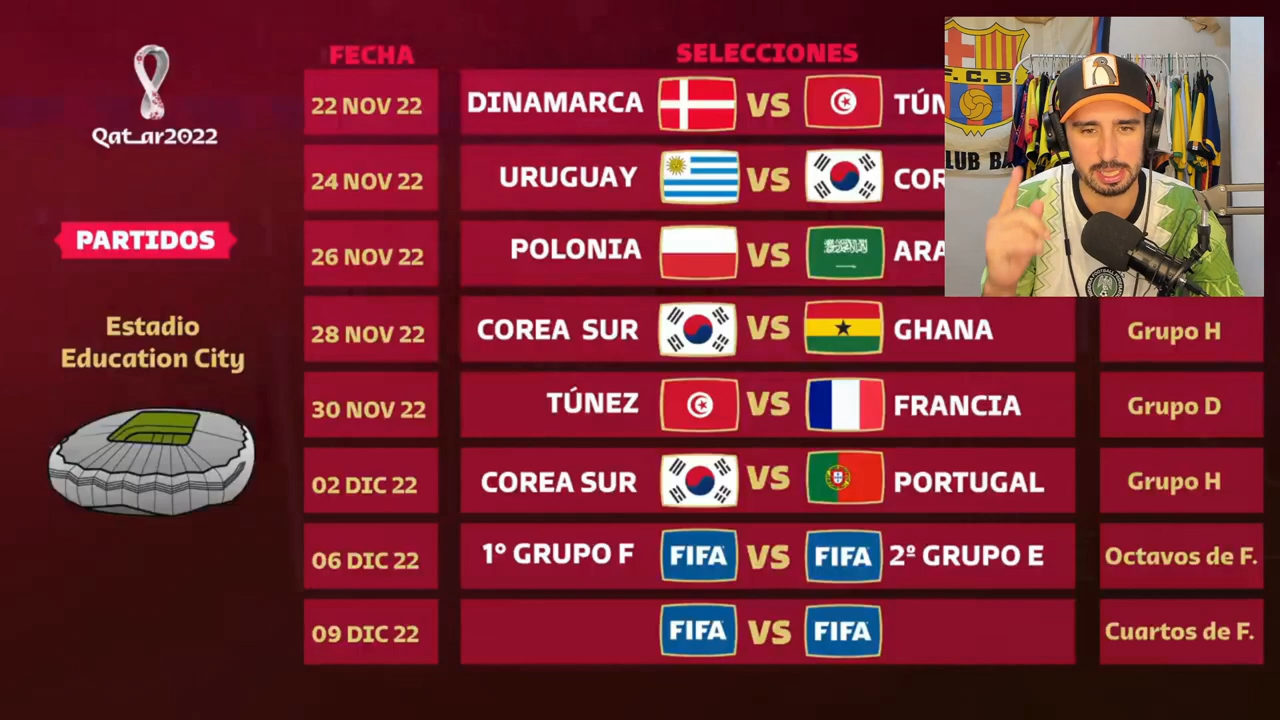 Qatar2022
PARTIDOS
Estadio
Education City
FECHA SELECCIONES
22 NOV 22 DINAMARCA VS
24 NOV 22 URUGUAY VS
26 NOV 22 POLONIA VS
28 NOV 22 COREA SUR VS GHANA Grupo H
30 NOV 22 TÚNEZ VS FRANCIA Grupo D
02 DIC 22 COREA SUR VS PORTUGAL Grupo H
06 DIC 22 1° GRUPO F FIFA VS FIFA 2º GRUPO E Octavos de F.
09 DIC 22 FIFA VS FIFA Cuartos de F.
F.C.B